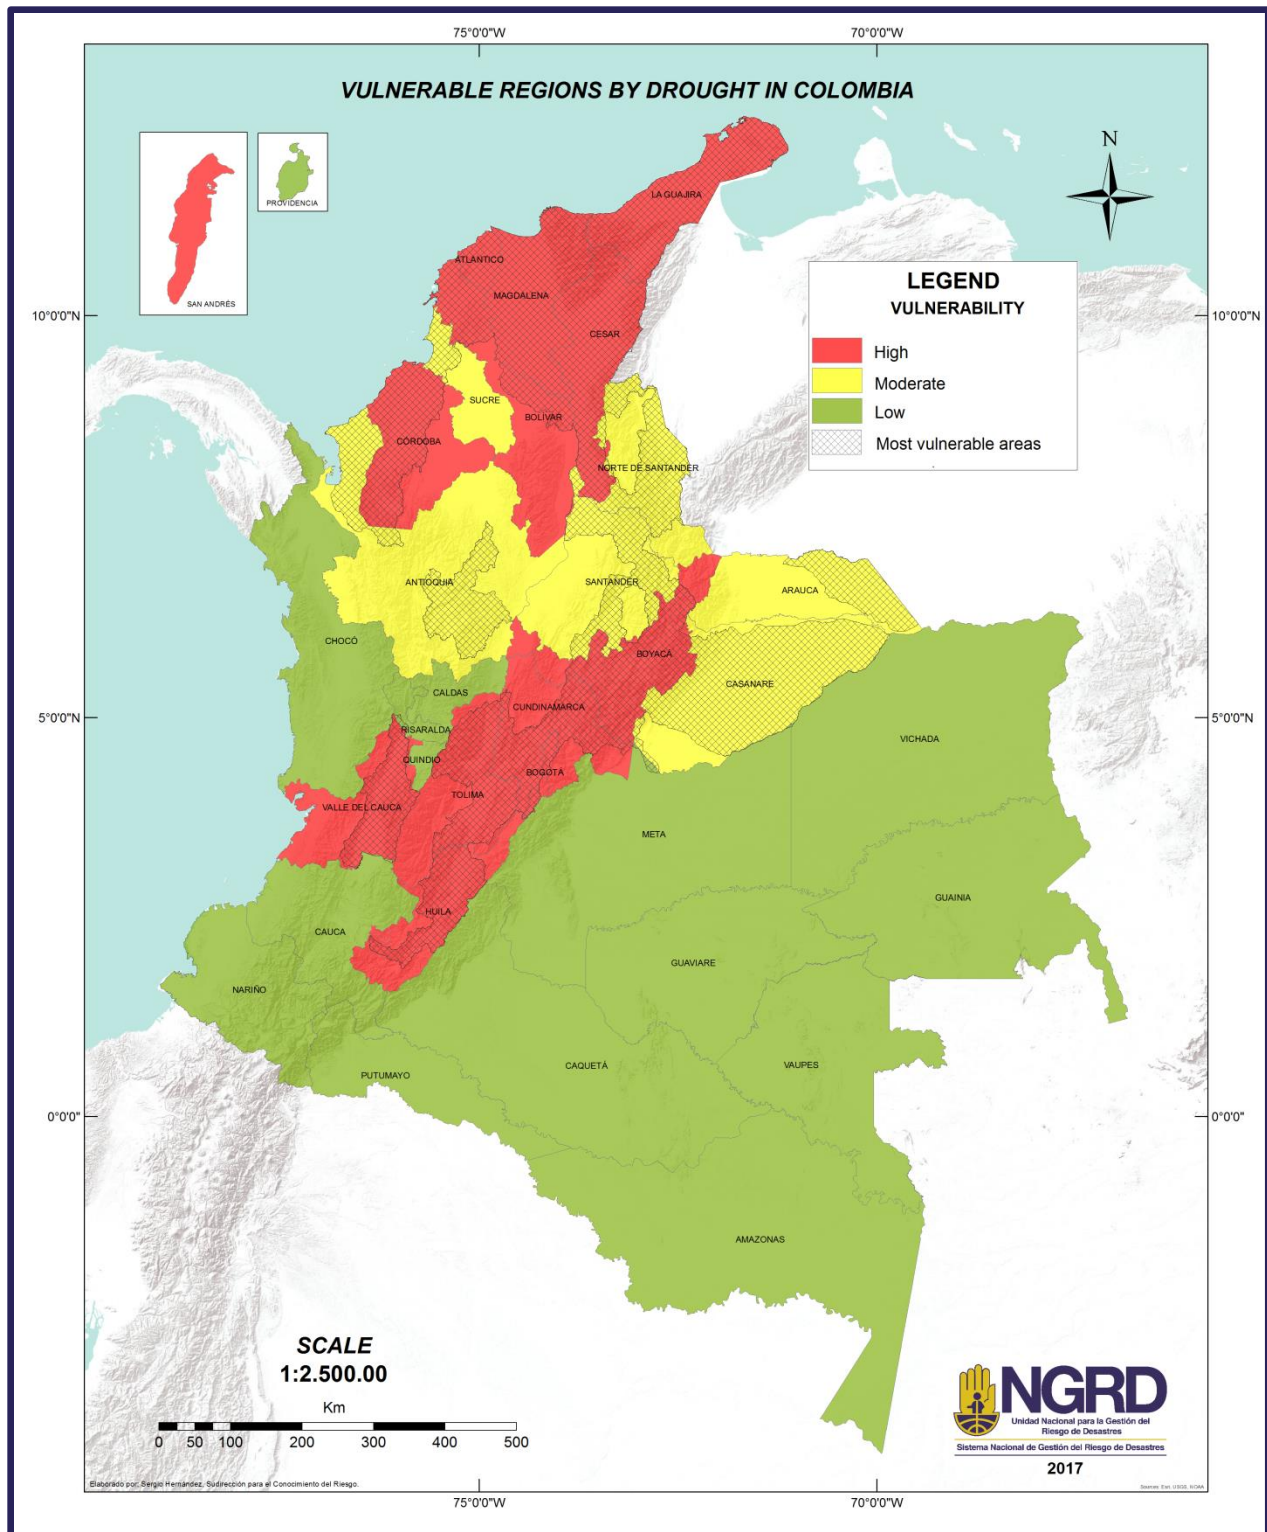 75°0'0"W
70°0'0"W
VULNERABLE REGIONS BY DROUGHT IN COLOMBIA
N
PROVIDENCIA
SAN ANDRÉS
LA GUAJIRA
ATLANTICO
MAGDALENA
CESAR
10°0'0"N
10°0'0"N
LEGEND
VULNERABILITY
High
Moderate
Low
Most vulnerable areas
SUCRE
BOLIVAR
CÓRDOBA
NORTE DE SANTANDER
ANTIOQUIA
SANTANDER
ARAUCA
CHOCÓ
BOYACÁ
CASANARE
CALDAS
CUNDINAMARCA
5°0'0"N
5°0'0"N
RISARALDA
VICHADA
QUINDIO
BOGOTA
TOLIMA
VALLE DEL CAUCA
META
GUAINIA
HUILA
CAUCA
GUAVIARE
NARIÑO
CAQUETÁ
VAUPES
PUTUMAYO
0°0'0"
0°0'0"
AMAZONAS
SCALE
1:2.500.00
Km
0 50 100 200 300 400 500
NGRD
Unidad Nacional para la Gestión del
Riesgo de Desastres
Sistema Nacional de Gestión del Riesgo de Desastres
2017
Elaborado por: Sergio Hernández, Sudirección para el Conocimiento del Riesgo.
Sources: Esri, USGS, NOAA
75°0'0"W
70°0'0"W